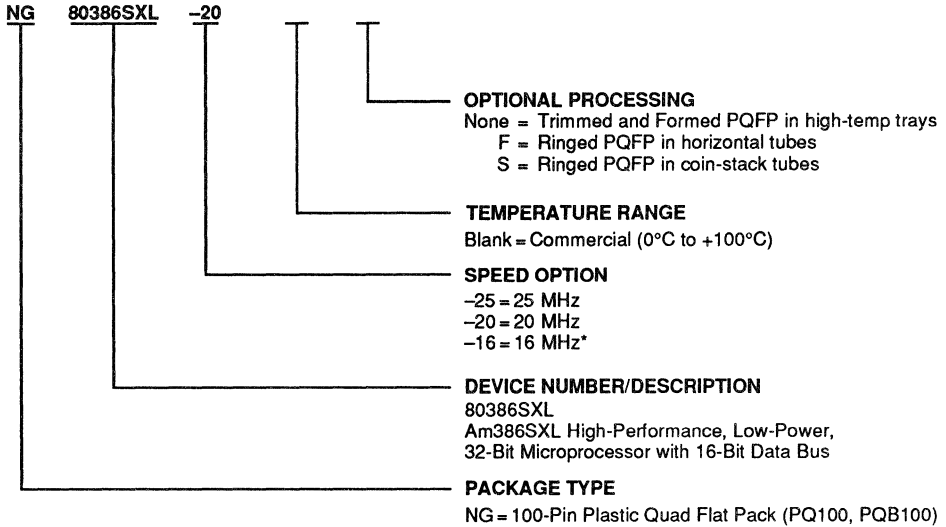 NG 80386SXL –20
OPTIONAL PROCESSING
None = Trimmed and Formed PQFP in high-temp trays
F = Ringed PQFP in horizontal tubes
S = Ringed PQFP in coin-stack tubes
TEMPERATURE RANGE
Blank = Commercial (0°C to +100°C)
SPEED OPTION
–25 = 25 MHz
–20 = 20 MHz
–16 = 16 MHz*
DEVICE NUMBER/DESCRIPTION
80386SXL
Am386SXL High-Performance, Low-Power,
32-Bit Microprocessor with 16-Bit Data Bus
PACKAGE TYPE
NG = 100-Pin Plastic Quad Flat Pack (PQ100, PQB100)